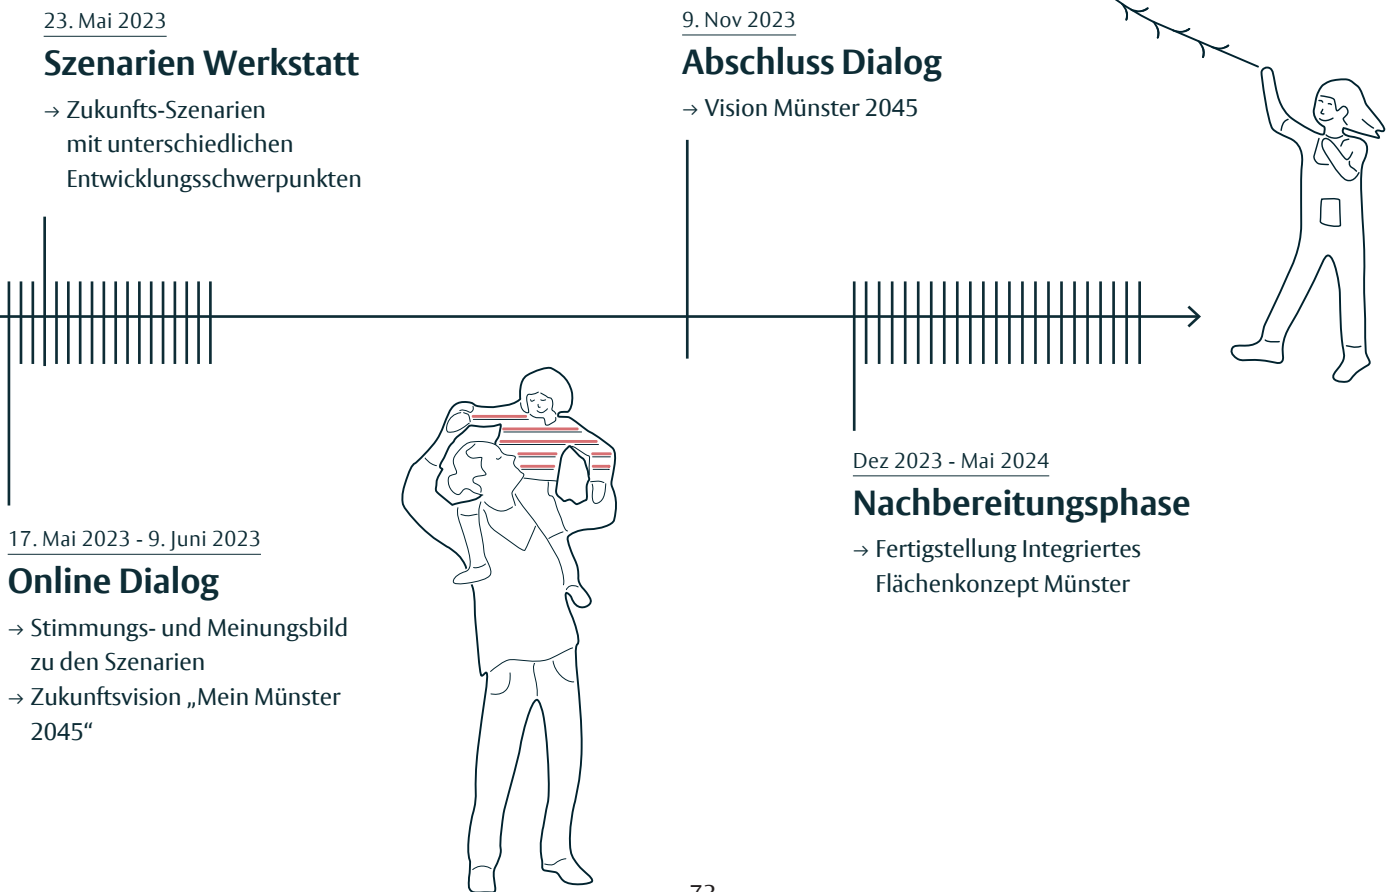 23. Mai 2023
Szenarien Werkstatt
→ Zukunfts-Szenarien
mit unterschiedlichen
Entwicklungsschwerpunkten
9. Nov 2023
Abschluss Dialog
→ Vision Münster 2045
17. Mai 2023 - 9. Juni 2023
Online Dialog
→ Stimmungs- und Meinungsbild
zu den Szenarien
→ Zukunftsvision „Mein Münster
2045“
Dez 2023 - Mai 2024
Nachbereitungsphase
→ Fertigstellung Integriertes
Flächenkonzept Münster